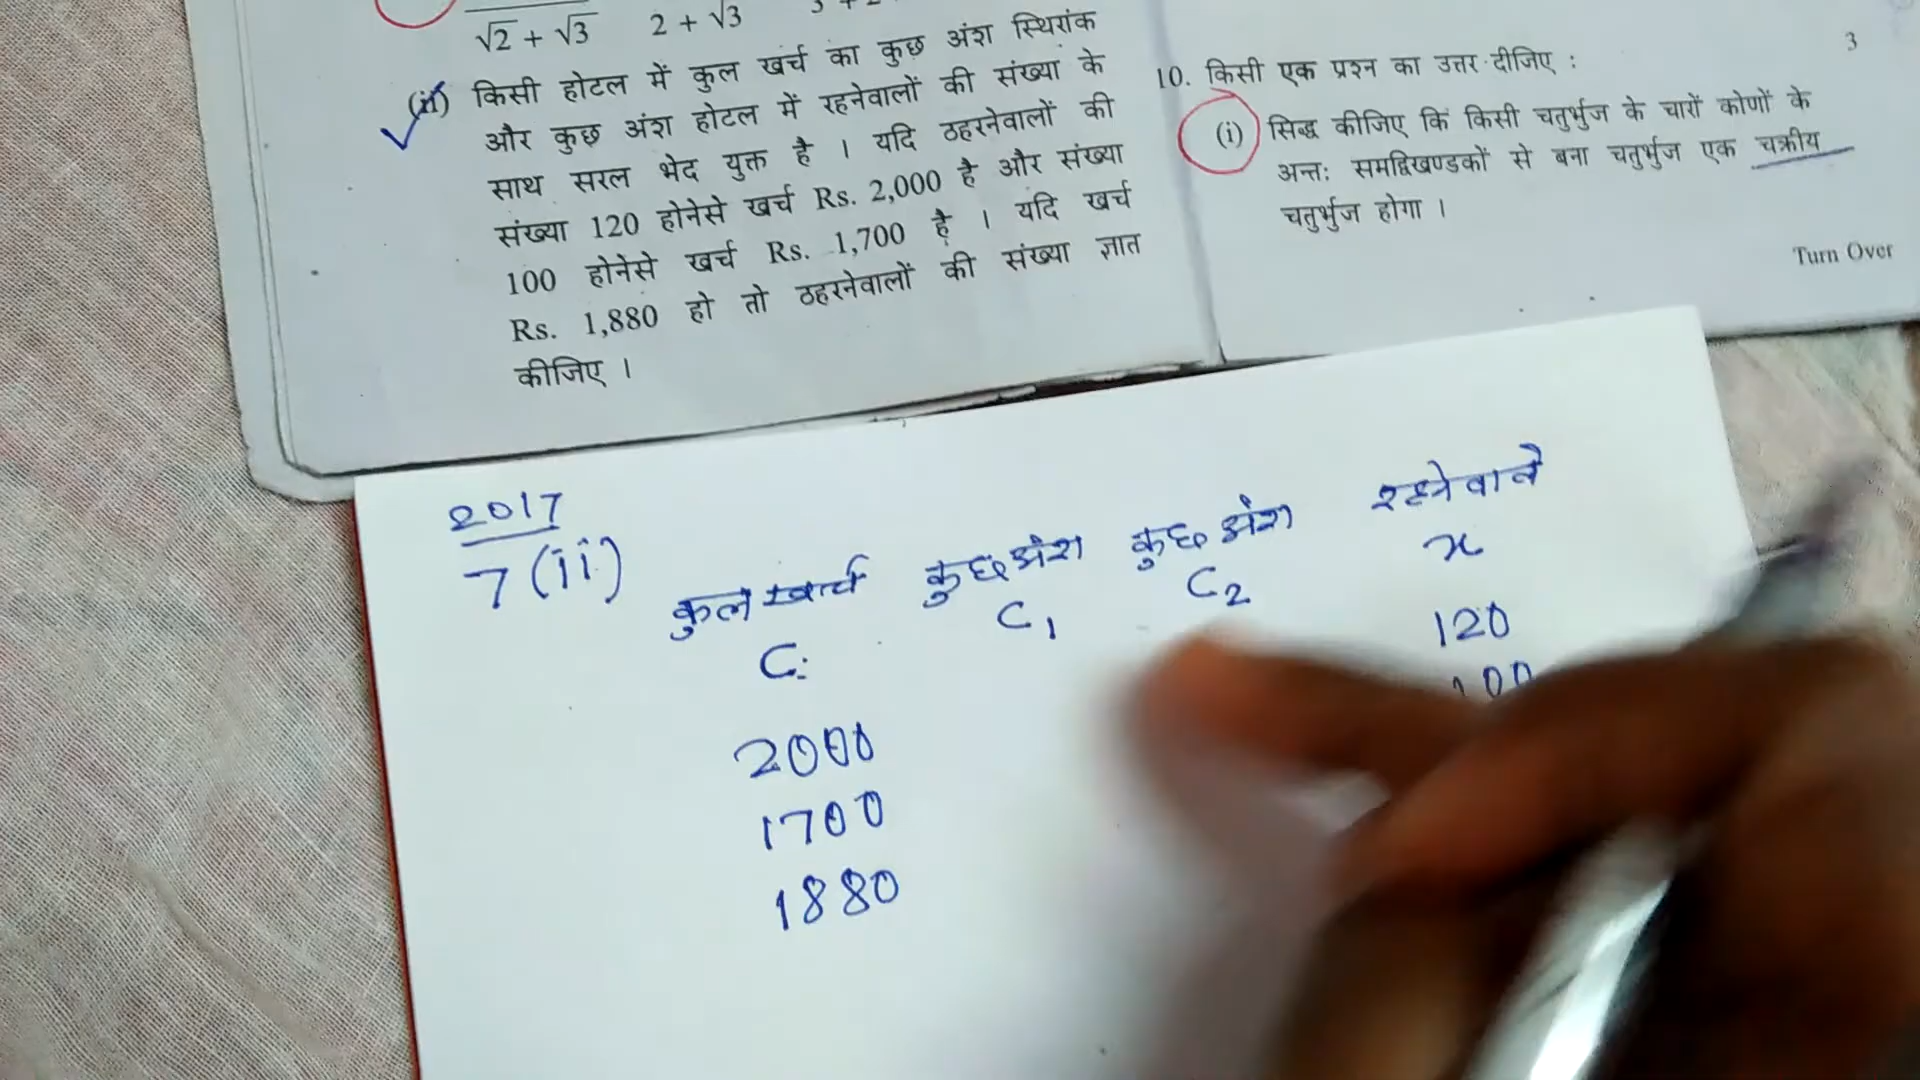 √2 + √3 2 + √3
(ii) किसी होटल में कुल खर्च का कुछ अंश स्थिरांक
और कुछ अंश होटल में रहनेवालों की संख्या के
साथ सरल भेद युक्त है । यदि ठहरनेवालों की
संख्या 120 होनेसे खर्च Rs. 2,000 है और संख्या
100 होनेसे खर्च Rs. 1,700 है । यदि खर्च
Rs. 1,880 हो तो ठहरनेवालों की संख्या ज्ञात
कीजिए ।
3
10. किसी एक प्रश्न का उत्तर दीजिए :
(i) सिद्ध कीजिए कि किसी चतुर्भुज के चारों कोणों के
अन्तः समद्विखण्डकों से बना चतुर्भुज एक चक्रीय
चतुर्भुज होगा ।
Turn Over
2017
7 (ii)
कुल खर्च कुछ अंश कुछ अंश रहनेवाले
C C₁ C₂ x
2000 120
1700 100
1880